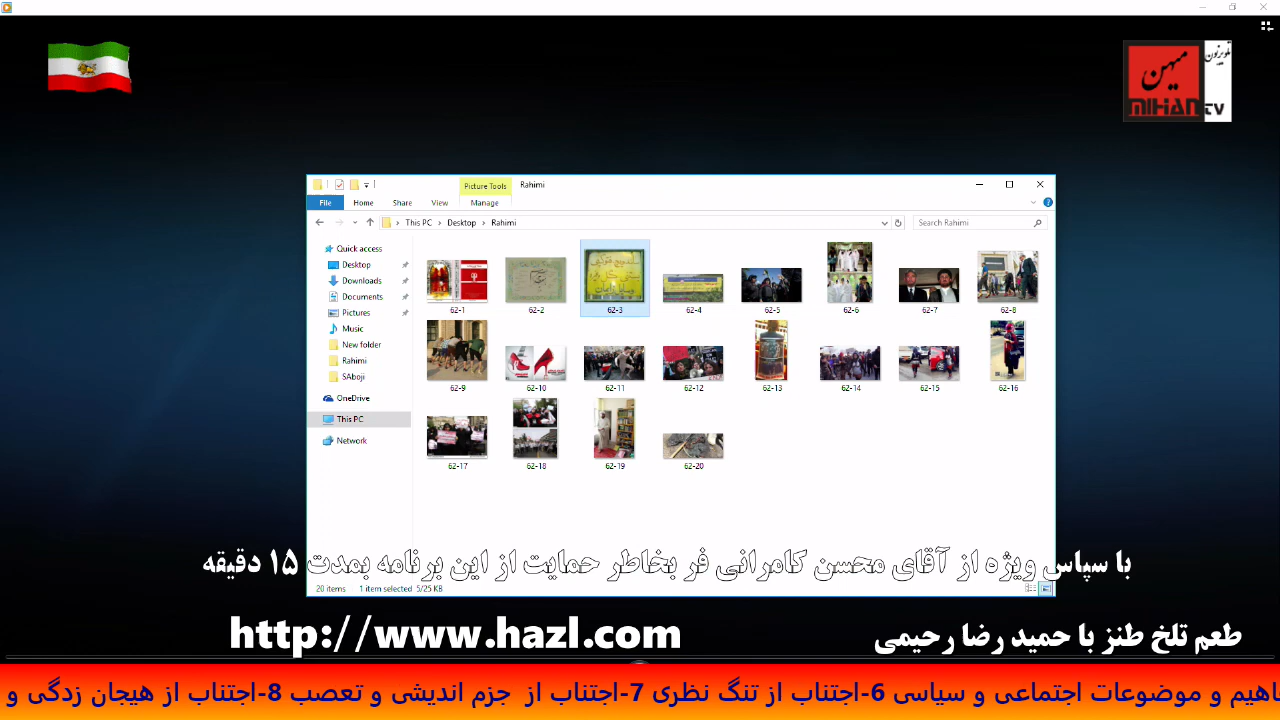 میهن
تلویزیون
MIHAN TV
Picture Tools
Rahimi
File
Home
Share
View
Manage
This PC
Desktop
Rahimi
Search Rahimi
Quick access
Desktop
Downloads
Documents
Pictures
Music
New folder
Rahimi
SAboji
OneDrive
This PC
Network
62-1
62-2
62-3
62-4
62-5
62-6
62-7
62-8
62-9
62-10
62-11
62-12
62-13
62-14
62-15
62-16
62-17
62-18
62-19
62-20
با سپاس ویژه از آقای محسن کامرانی فر بخاطر حمایت از این برنامه بمدت ۱۵ دقیقه
20 items
1 item selected 5/25 KB
طعم تلخ طنز با حمید رضا رحیمی
http://www.hazl.com
اهیم و موضوعات اجتماعی و سیاسی 6-اجتناب از تنگ نظری 7-اجتناب از جزم اندیشی و تعصب 8-اجتناب از هیجان زدگی و